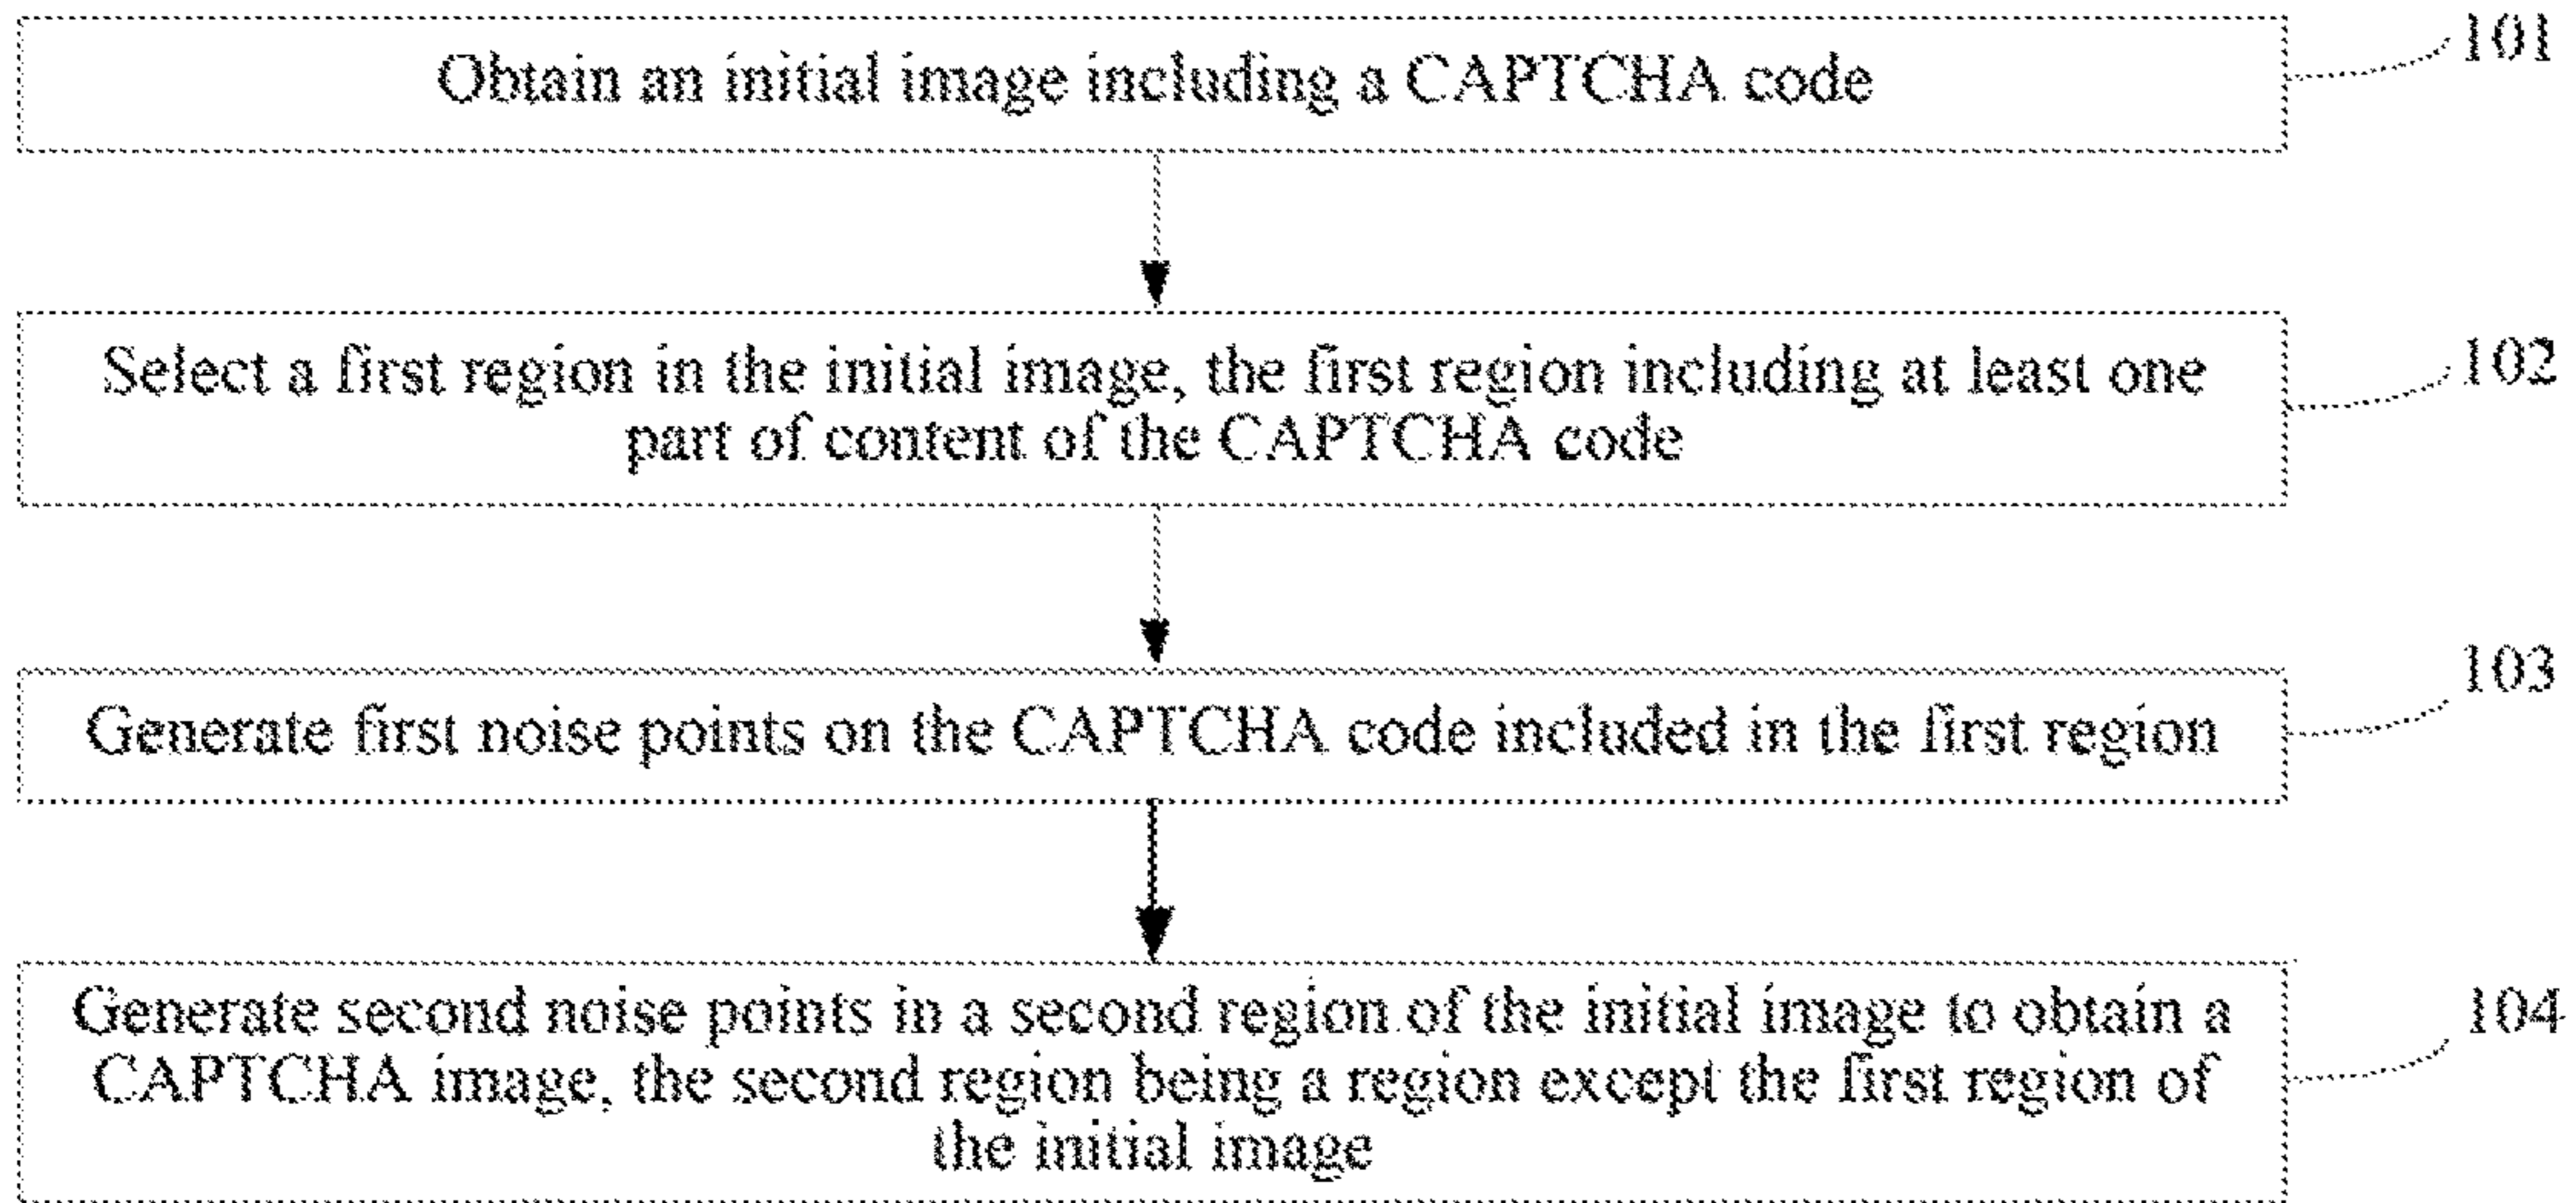 Obtain an initial image including a CAPTCHA code
101
Select a first region in the initial image, the first region including at least one
part of content of the CAPTCHA code
102
Generate first noise points on the CAPTCHA code included in the first region
103
Generate second noise points in a second region of the initial image to obtain a
CAPTCHA image, the second region being a region except the first region of
the initial image
104